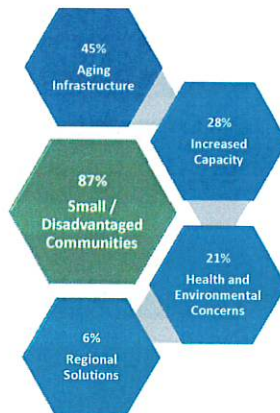 45%
Aging
Infrastructure
28%
Increased
Capacity
87%
Small /
Disadvantaged
Communities
21%
Health and
Environmental
Concerns
6%
Regional
Solutions